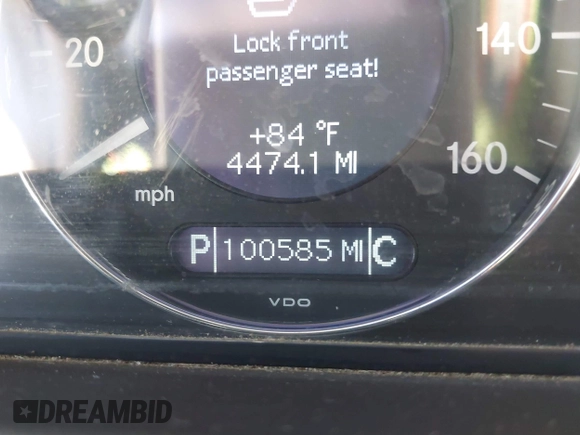 20
140
Lock front
passenger seat!
+84 °F
4474.1 MI
160
mph
P 100585 MI C
VDO
DREAMBID